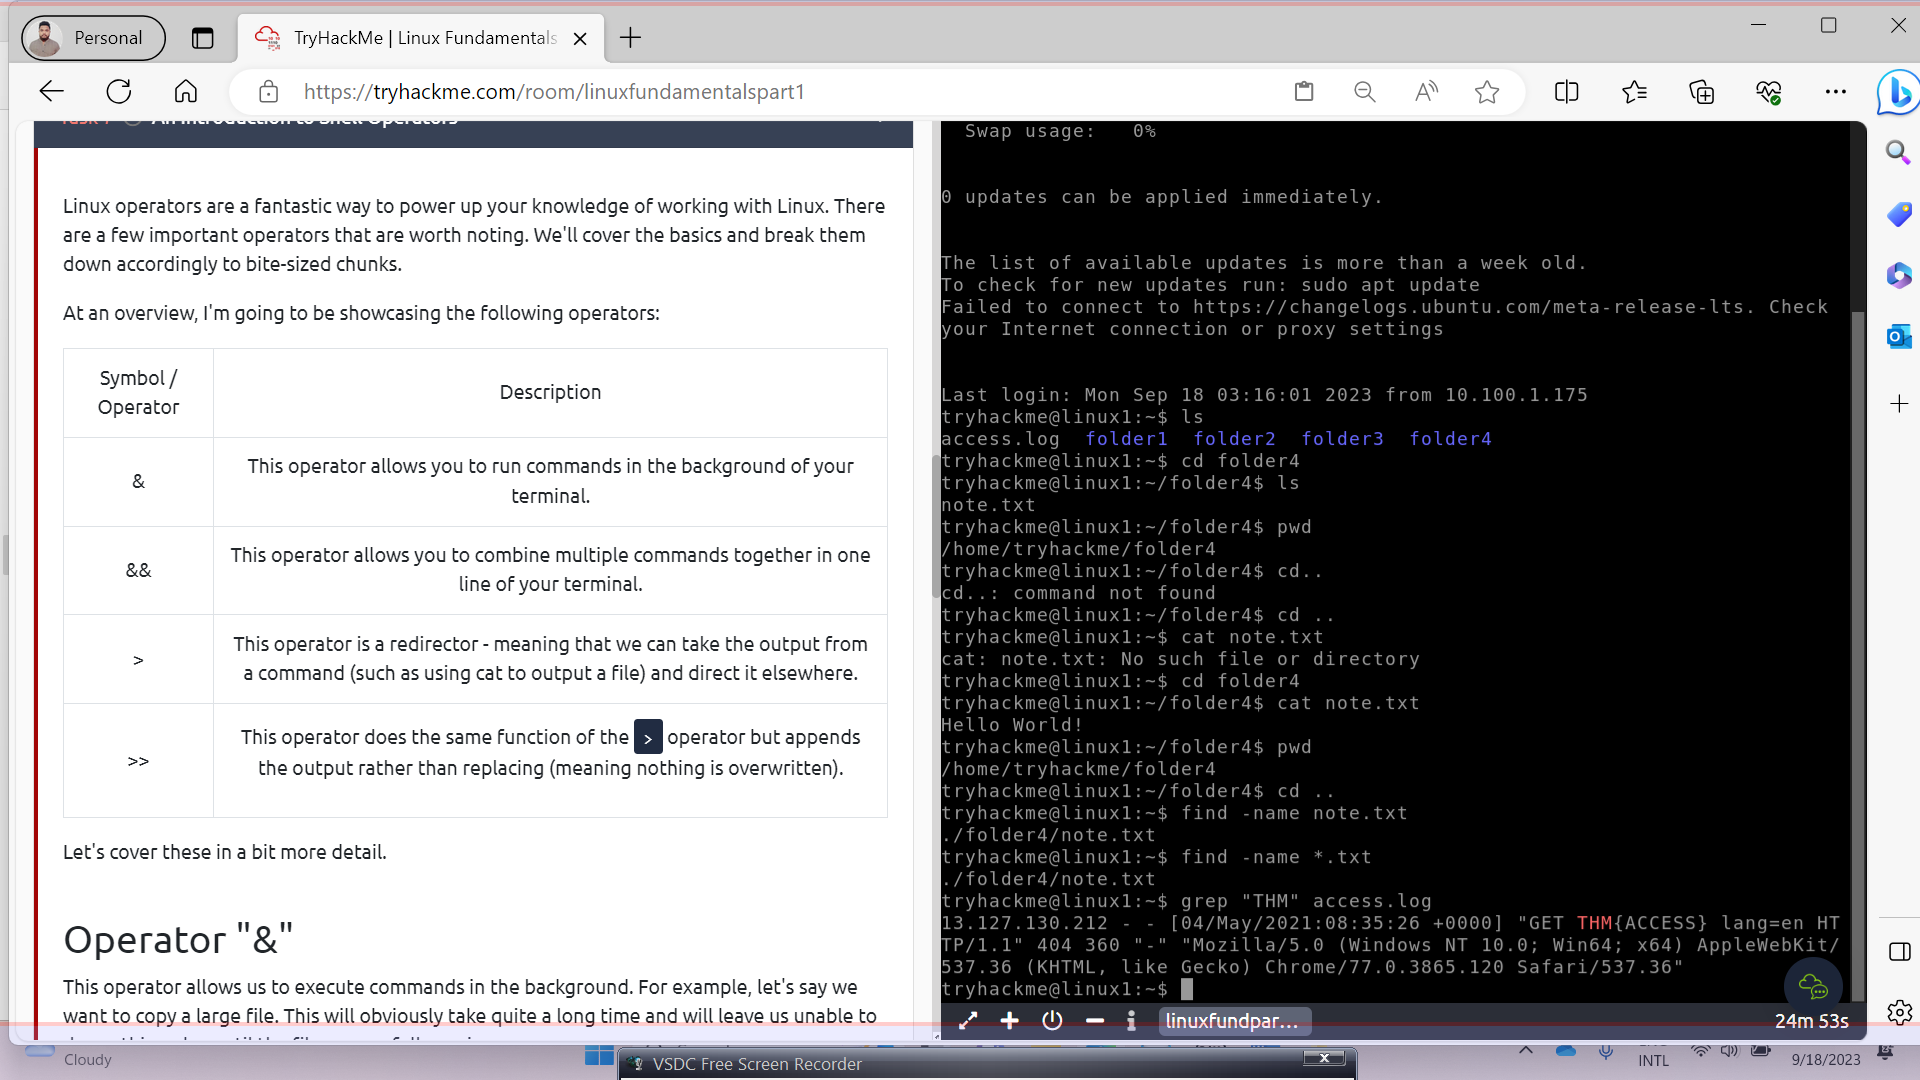 Personal
TryHackMe | Linux Fundamentals
https://tryhackme.com/room/linuxfundamentalspart1
An Introduction to Shell Operators
Linux operators are a fantastic way to power up your knowledge of working with Linux. There
are a few important operators that are worth noting. We'll cover the basics and break them
down accordingly to bite-sized chunks.
At an overview, I'm going to be showcasing the following operators:
Symbol /
Operator
Description
&
This operator allows you to run commands in the background of your
terminal.
&&
This operator allows you to combine multiple commands together in one
line of your terminal.
>
This operator is a redirector - meaning that we can take the output from
a command (such as using cat to output a file) and direct it elsewhere.
>>
This operator does the same function of the > operator but appends
the output rather than replacing (meaning nothing is overwritten).
Let's cover these in a bit more detail.
Operator "&"
This operator allows us to execute commands in the background. For example, let's say we
want to copy a large file. This will obviously take quite a long time and will leave us unable to
Swap usage:   0%
0 updates can be applied immediately.
The list of available updates is more than a week old.
To check for new updates run: sudo apt update
Failed to connect to https://changelogs.ubuntu.com/meta-release-lts. Check
your Internet connection or proxy settings
Last login: Mon Sep 18 03:16:01 2023 from 10.100.1.175
tryhackme@linux1:~$ ls
access.log  folder1  folder2  folder3  folder4
tryhackme@linux1:~$ cd folder4
tryhackme@linux1:~/folder4$ ls
note.txt
tryhackme@linux1:~/folder4$ pwd
/home/tryhackme/folder4
tryhackme@linux1:~/folder4$ cd..
cd..: command not found
tryhackme@linux1:~/folder4$ cd ..
tryhackme@linux1:~$ cat note.txt
cat: note.txt: No such file or directory
tryhackme@linux1:~$ cd folder4
tryhackme@linux1:~/folder4$ cat note.txt
Hello World!
tryhackme@linux1:~/folder4$ pwd
/home/tryhackme/folder4
tryhackme@linux1:~/folder4$ cd ..
tryhackme@linux1:~$ find -name note.txt
./folder4/note.txt
tryhackme@linux1:~$ find -name *.txt
./folder4/note.txt
tryhackme@linux1:~$ grep "THM" access.log
13.127.130.212 - - [04/May/2021:08:35:26 +0000] "GET THM{ACCESS} lang=en HT
TP/1.1" 404 360 "-" "Mozilla/5.0 (Windows NT 10.0; Win64; x64) AppleWebKit/
537.36 (KHTML, like Gecko) Chrome/77.0.3865.120 Safari/537.36"
tryhackme@linux1:~$
linuxfundpar...
24m 53s
Cloudy
VSDC Free Screen Recorder
INTL
9/18/2023